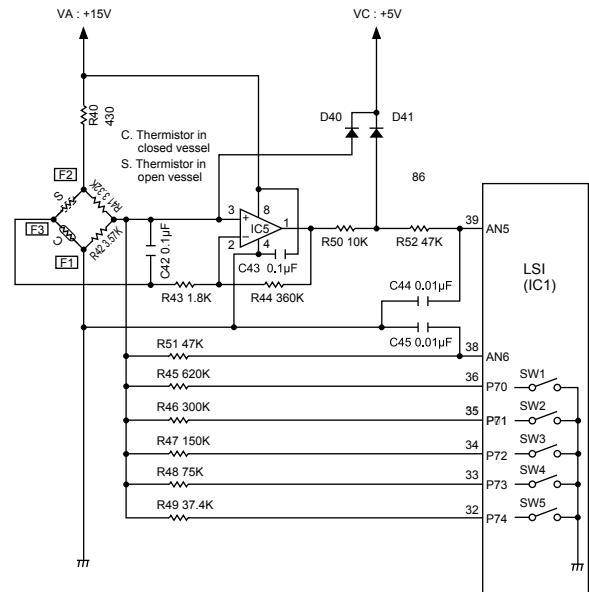 VA : +15V
VC : +5V
R40
430
D40
D41
C. Thermistor in
closed vessel
S. Thermistor in
open vessel
86
F2
S
R41 3.32K
F3
C
R42 3.57K
F1
C42 0.1μF
3
+
8
IC5
1
2
−
4
C43 0.1μF
R50 10K
R52 47K
39
AN5
LSI
(IC1)
R43 1.8K
R44 360K
C44 0.01μF
C45 0.01μF
38
AN6
R51 47K
R45 620K
36
P70
SW1
R46 300K
35
P71
SW2
R47 150K
34
P72
SW3
R48 75K
33
P73
SW4
R49 37.4K
32
P74
SW5